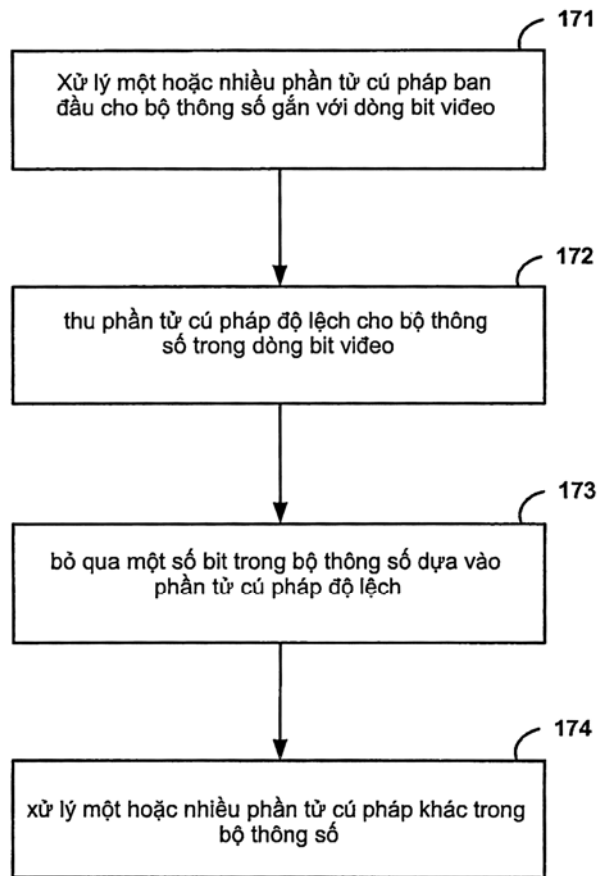 171
Xử lý một hoặc nhiều phần tử cú pháp ban
đầu cho bộ thông số gắn với dòng bit viđeo
172
thu phần tử cú pháp độ lệch cho bộ thông
số trong dòng bit viđeo
173
bỏ qua một số bit trong bộ thông số dựa vào
phần tử cú pháp độ lệch
174
xử lý một hoặc nhiều phần tử cú pháp khác trong
bộ thông số